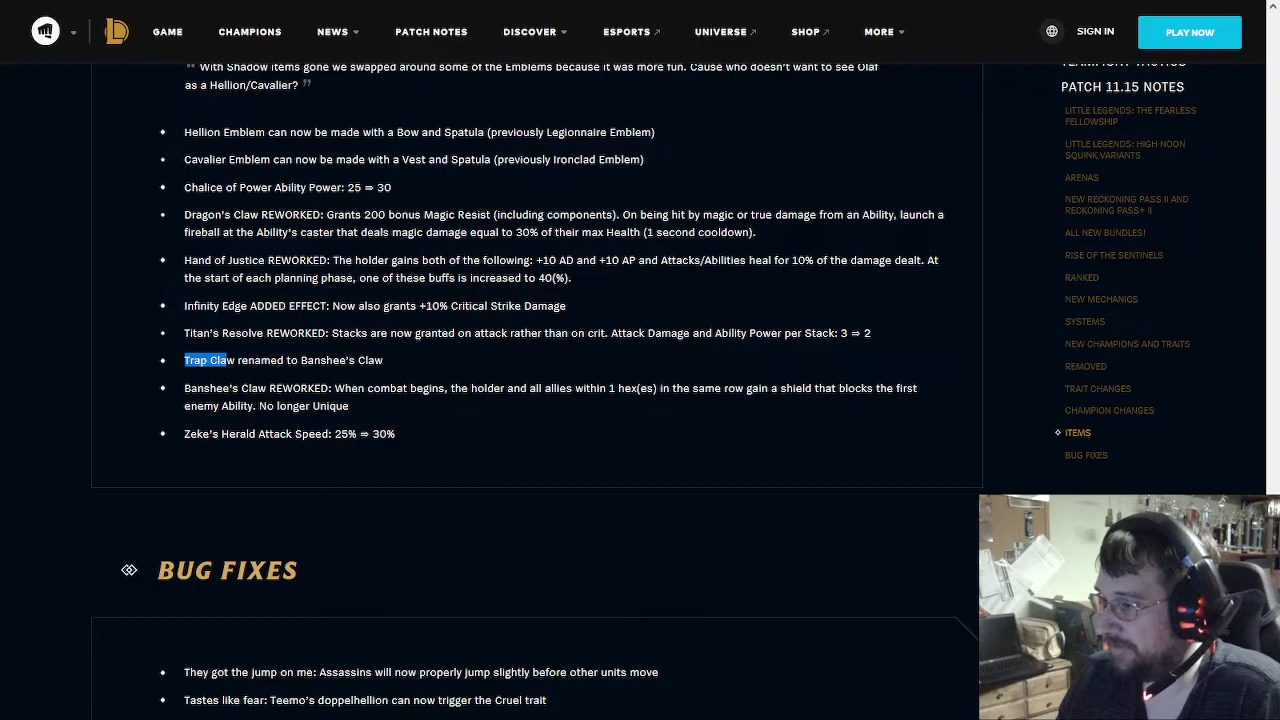 GAME
CHAMPIONS
NEWS
PATCH NOTES
DISCOVER
ESPORTS
UNIVERSE
SHOP
MORE
SIGN IN
PLAY NOW
" With Shadow items gone we swapped around some of the Emblems because it was more fun. Cause who doesn't want to see Olaf
as a Hellion/Cavalier? "
Hellion Emblem can now be made with a Bow and Spatula (previously Legionnaire Emblem)
Cavalier Emblem can now be made with a Vest and Spatula (previously Ironclad Emblem)
Chalice of Power Ability Power: 25 ⇒ 30
Dragon's Claw REWORKED: Grants 30 bonus Magic Resist (including components). On being hit by magic or true damage from an Ability, launch a
fireball at the Ability's caster that deals magic damage equal to 30% of their max Health (1 second cooldown).
Hand of Justice REWORKED: The holder gains both of the following: +10 AD and +10 AP and Attacks/Abilities heal for 10% of the damage dealt. At
the start of each planning phase, one of these buffs is increased to 40(%).
Infinity Edge ADDED EFFECT: Now also grants +10% Critical Strike Damage
Titan's Resolve REWORKED: Stacks are now granted on attack rather than on crit. Attack Damage and Ability Power per Stack: 3 ⇒ 2
Trap Claw renamed to Banshee's Claw
Banshee's Claw REWORKED: When combat begins, the holder and all allies within 1 hex(es) in the same row gain a shield that blocks the first
enemy Ability. No longer Unique
Zeke's Herald Attack Speed: 25% ⇒ 30%
BUG FIXES
They got the jump on me: Assassins will now properly jump slightly before other units move
Tastes like fear: Teemo's doppelhellion can now trigger the Cruel trait
PATCH 11.15 NOTES
LITTLE LEGENDS: THE FEARLESS
FELLOWSHIP
LITTLE LEGENDS: HIGH NOON
SQUINK VARIANTS
ARENAS
NEW RECKONING PASS II AND
RECKONING PASS+ II
ALL NEW BUNDLES!
RISE OF THE SENTINELS
RANKED
NEW MECHANICS
SYSTEMS
NEW CHAMPIONS AND TRAITS
REMOVED
TRAIT CHANGES
CHAMPION CHANGES
ITEMS
BUG FIXES